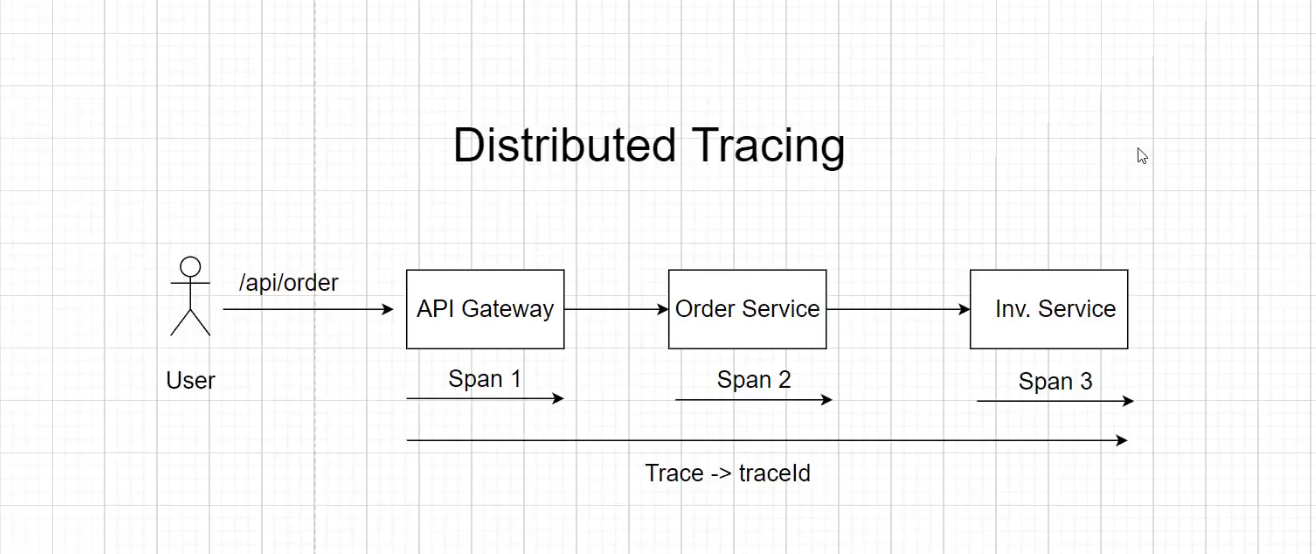 Distributed Tracing
/api/order
API Gateway
Order Service
Inv. Service
User
Span 1
Span 2
Span 3
Trace -> traceId